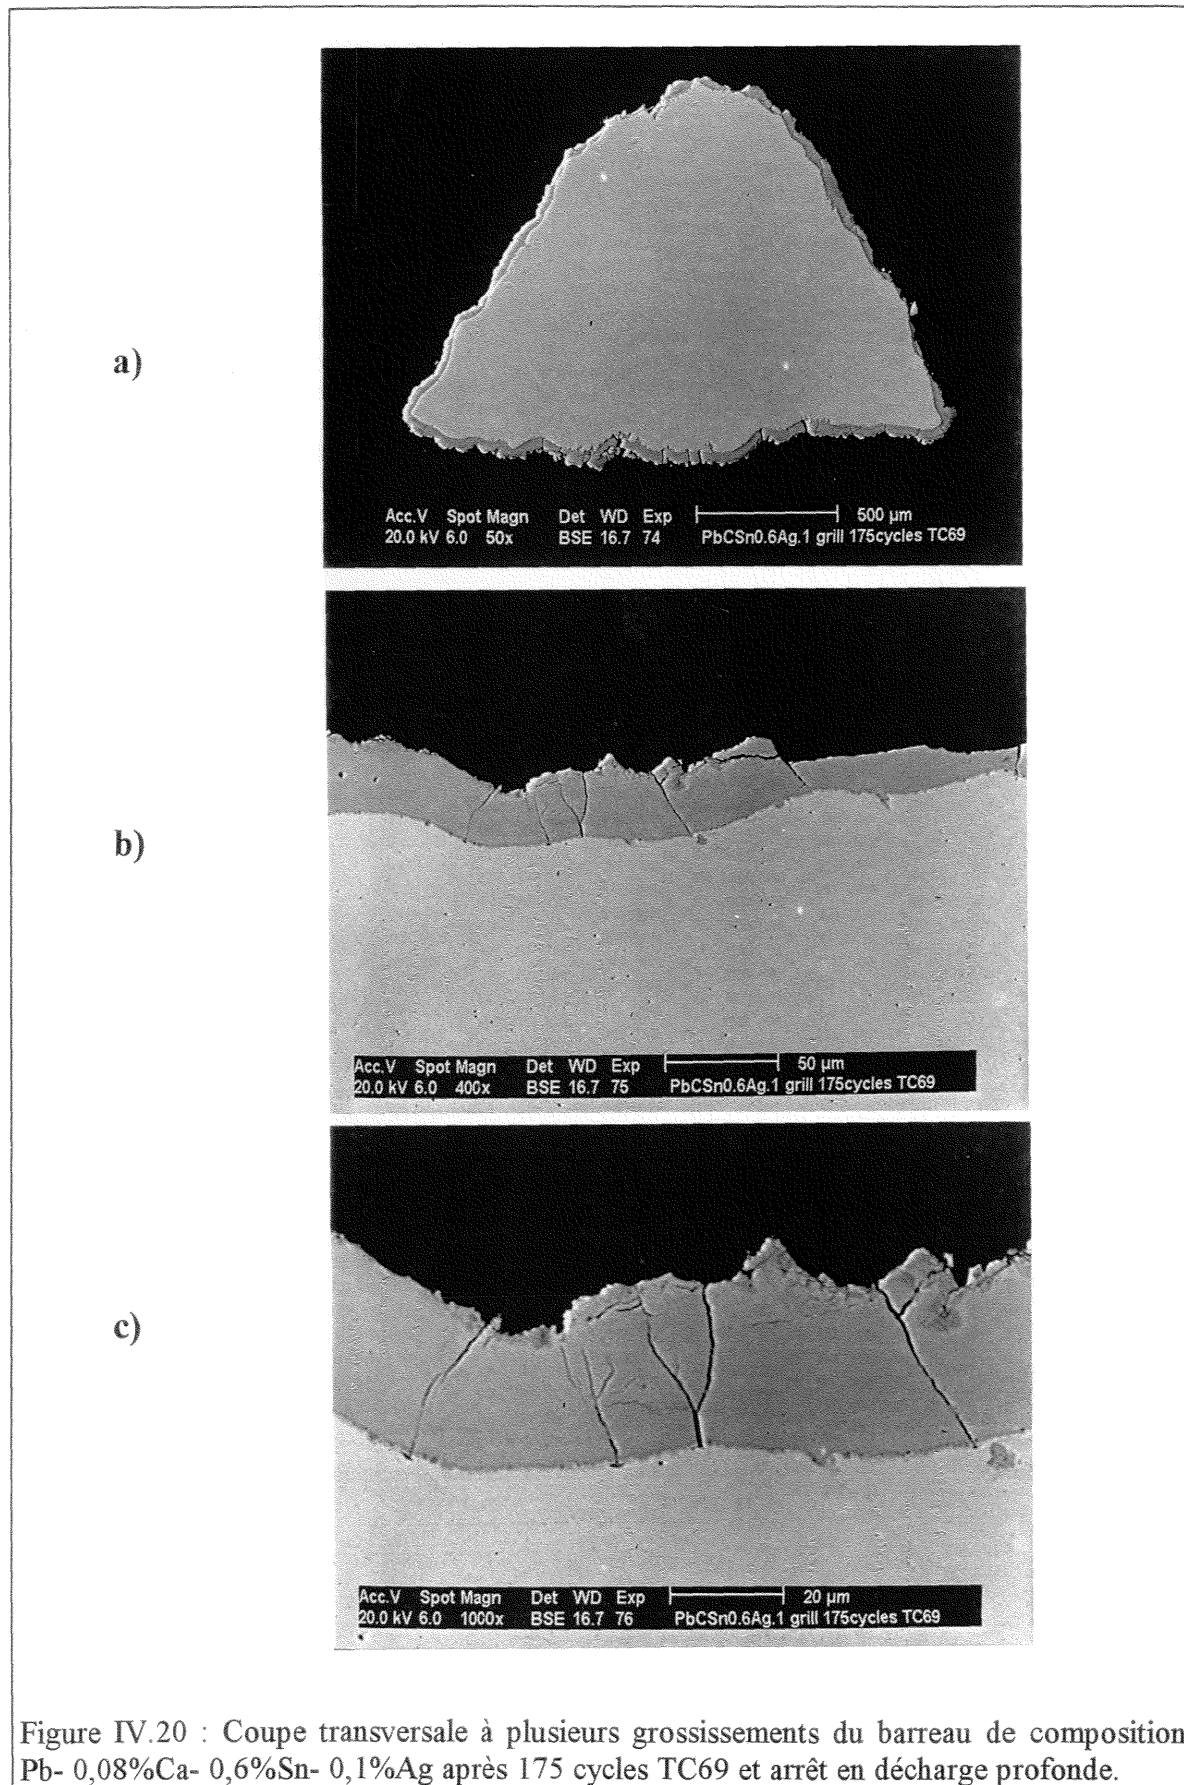 a)
Acc.V Spot Magn Det WD Exp 500 µm
20.0 kV 6.0 50x BSE 16.7 74 PbCSn0.6Ag.1 grill 175cycles TC69
b)
Acc.V Spot Magn Det WD Exp 50 µm
20.0 kV 6.0 400x BSE 16.7 75 PbCSn0.6Ag.1 grill 175cycles TC69
c)
Acc.V Spot Magn Det WD Exp 20 µm
20.0 kV 6.0 1000x BSE 16.7 76 PbCSn0.6Ag.1 grill 175cycles TC69
Figure IV.20 : Coupe transversale à plusieurs grossissements du barreau de composition
Pb- 0,08%Ca- 0,6%Sn- 0,1%Ag après 175 cycles TC69 et arrêt en décharge profonde.